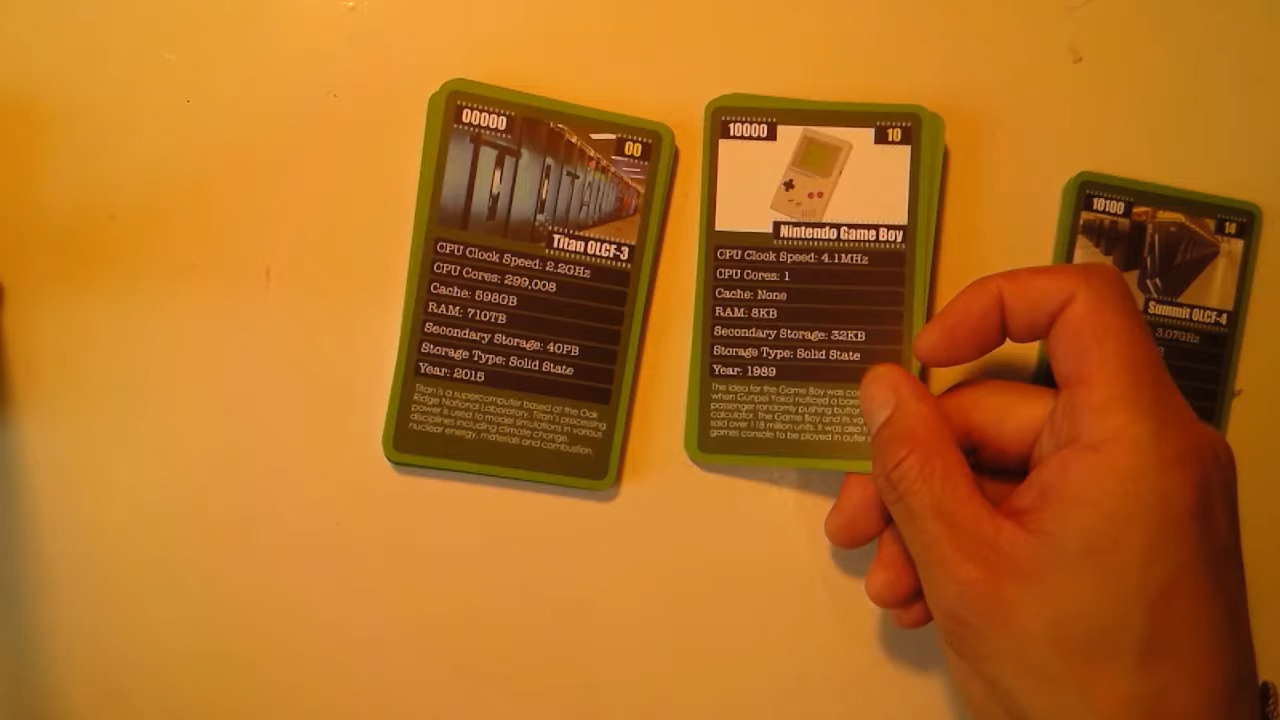 00000
00
TITAN
Titan OLCF-3
CPU Clock Speed: 2.2GHz
CPU Cores: 299,008
Cache: 598GB
RAM: 710TB
Secondary Storage: 40PB
Storage Type: Solid State
Year: 2015
Titan is a supercomputer based at the Oak
Ridge National Laboratory. Titan's processing
power is used to model simulations in various
disciplines including climate change,
nuclear energy, materials and combustion.
10000
10
Nintendo Game Boy
CPU Clock Speed: 4.1MHz
CPU Cores: 1
Cache: None
RAM: 8KB
Secondary Storage: 32KB
Storage Type: Solid State
Year: 1989
The idea for the Game Boy was
when Gunpei Yokoi noticed a
passenger randomly pushing
calculator. The Game Boy and its
sold over 118 million units. It was also
games console to be played in outer
10100
14
Summit OLCF-4
3.07GHz